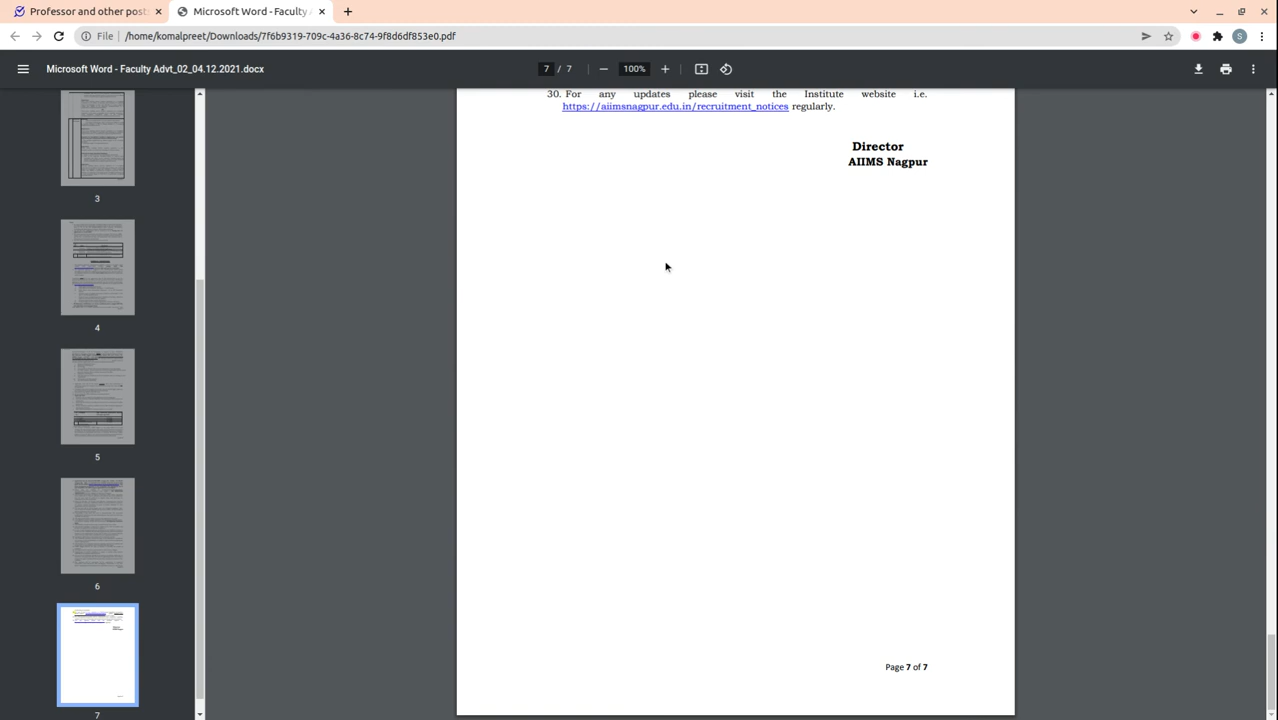 Professor and other post
Microsoft Word - Faculty A
File
/home/komalpreet/Downloads/7f6b9319-709c-4a36-8c74-9f8d6df853e0.pdf
S
Microsoft Word - Faculty Advt_02_04.12.2021.docx
7 / 7
100%
30. For any updates please visit the Institute website i.e.
https://aiimsnagpur.edu.in/recruitment_notices regularly.
Director
AIIMS Nagpur
3
4
5
6
7
Page 7 of 7